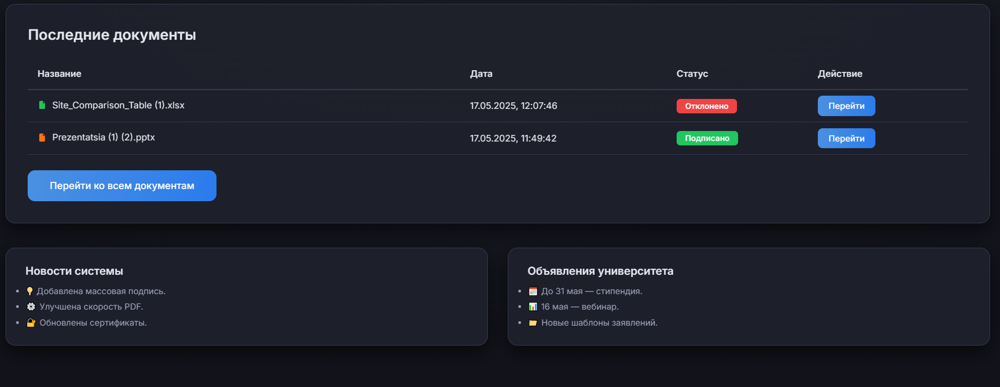 Последние документы
Название Дата Статус Действие
Site_Comparison_Table (1).xlsx 17.05.2025, 12:07:46 Отклонено Перейти
Prezentatsia (1) (2).pptx 17.05.2025, 11:49:42 Подписано Перейти
Перейти ко всем документам
Новости системы
Добавлена массовая подпись.
Улучшена скорость PDF.
Обновлены сертификаты.
Объявления университета
До 31 мая — стипендия.
16 мая — вебинар.
Новые шаблоны заявлений.